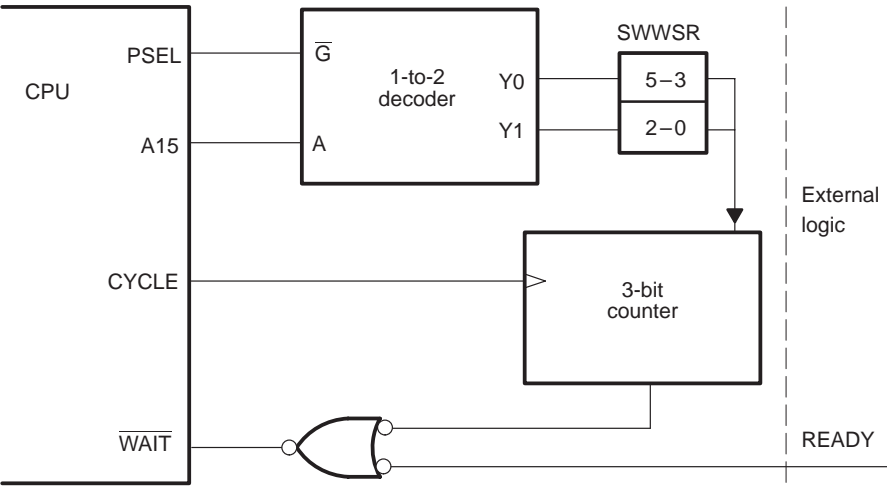 SWWSR
PSEL
G̅
1-to-2
decoder
Y0
5–3
CPU
A15
A
Y1
2–0
External
logic
CYCLE
3-bit
counter
W̅A̅I̅T̅
READY